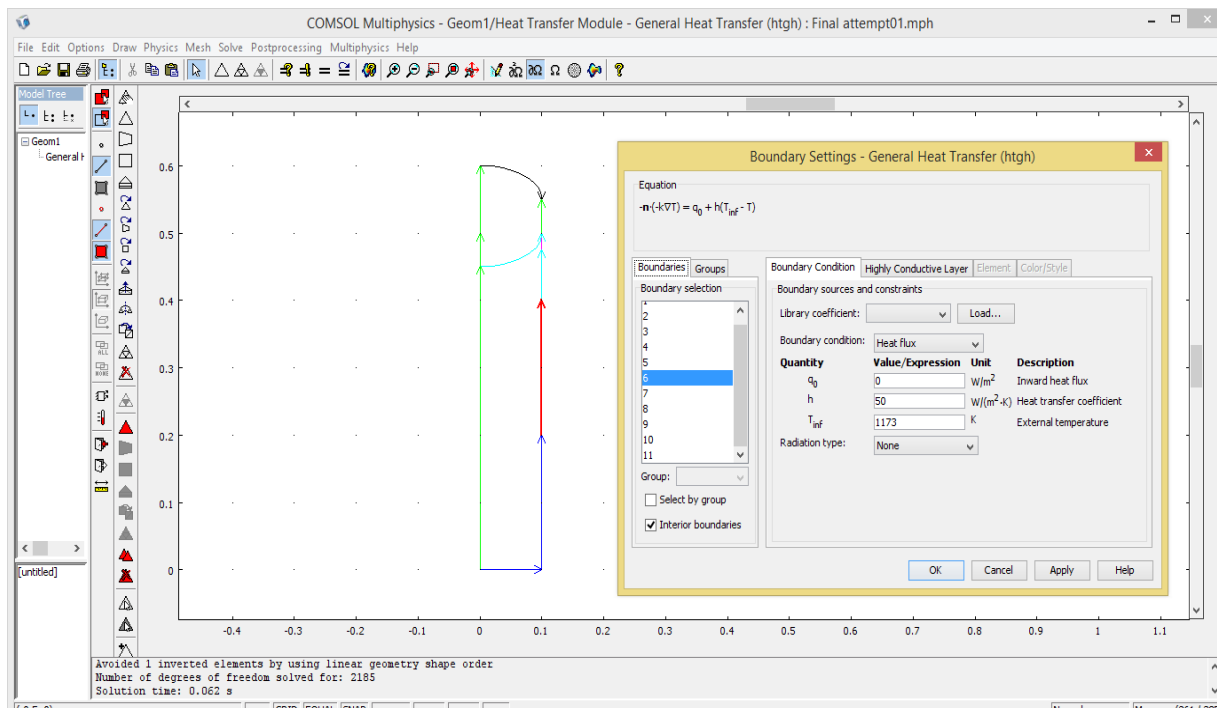 COMSOL Multiphysics - Geom1/Heat Transfer Module - General Heat Transfer (htgh) : Final attempt01.mph
File Edit Options Draw Physics Mesh Solve Postprocessing Multiphysics Help
Model Tree
Geom1
General H
0.6
0.5
0.4
0.3
0.2
0.1
0
-0.4 -0.3 -0.2 -0.1 0 0.1 0.2 0.3 0.4 0.5 0.6 0.7 0.8 0.9 1 1.1
Boundary Settings - General Heat Transfer (htgh)
Equation
-n·(-k∇T) = q0 + h(Tinf - T)
Boundaries Groups
Boundary selection
1
2
3
4
5
6
7
8
9
10
11
Group:
Select by group
Interior boundaries
Boundary Condition Highly Conductive Layer Element Color/Style
Boundary sources and constraints
Library coefficient: Load...
Boundary condition: Heat flux
Quantity Value/Expression Unit Description
q0 0 W/m² Inward heat flux
h 50 W/(m²·K) Heat transfer coefficient
Tinf 1173 K External temperature
Radiation type: None
OK Cancel Apply Help
[untitled]
Avoided 1 inverted elements by using linear geometry shape order
Number of degrees of freedom solved for: 2185
Solution time: 0.062 s
GRID EQUAL SNAP